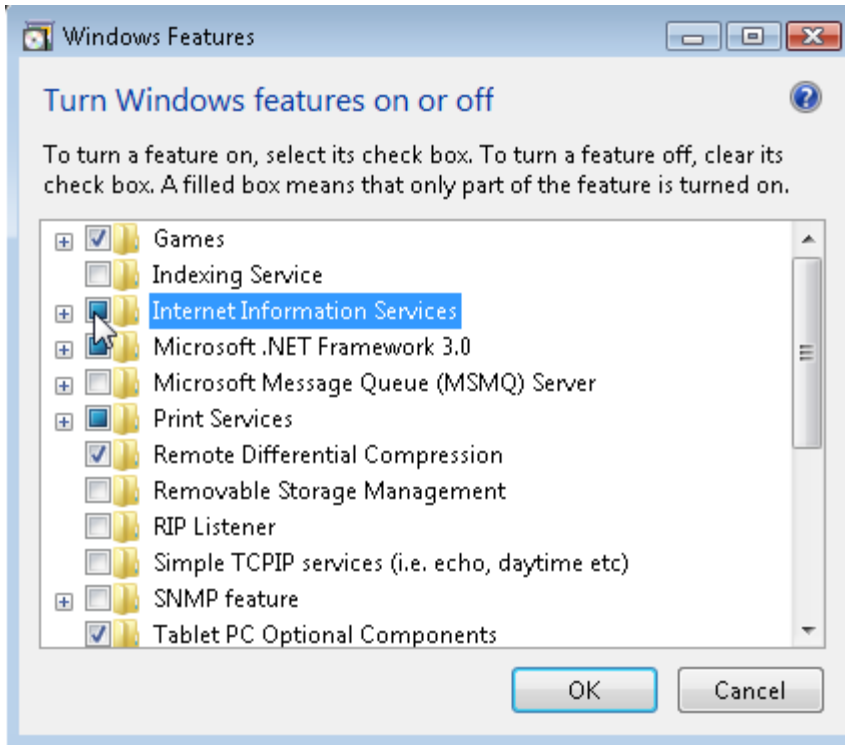 Windows Features
Turn Windows features on or off
To turn a feature on, select its check box. To turn a feature off, clear its
check box. A filled box means that only part of the feature is turned on.
Games
Indexing Service
Internet Information Services
Microsoft .NET Framework 3.0
Microsoft Message Queue (MSMQ) Server
Print Services
Remote Differential Compression
Removable Storage Management
RIP Listener
Simple TCPIP services (i.e. echo, daytime etc)
SNMP feature
Tablet PC Optional Components
OK Cancel